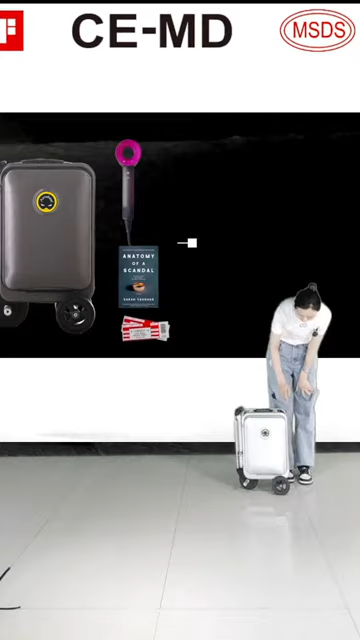 CE-MD
MSDS
ANATOMY
OF A
SCANDAL
SARAH VAUGHAN